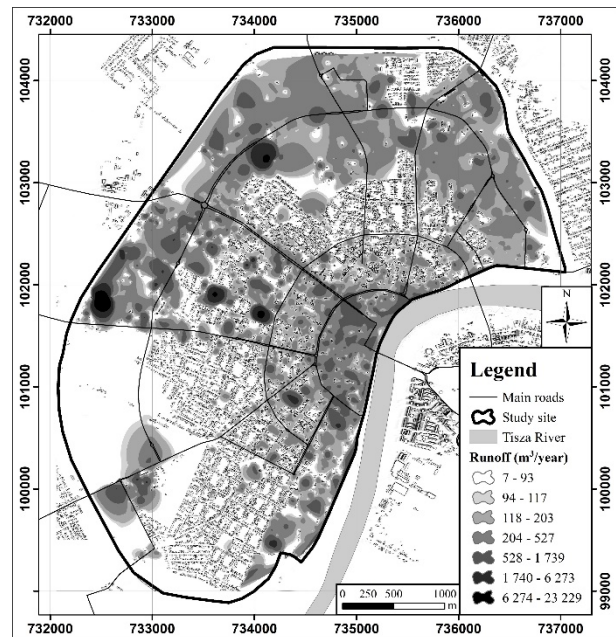 732000 733000 734000 735000 736000 737000
104000
103000
102000
101000
100000
99000
104000
103000
102000
101000
100000
99000
N
Legend
Main roads
Study site
Tisza River
Runoff (m³/year)
7 - 93
94 - 117
118 - 203
204 - 527
528 - 1 739
1 740 - 6 273
6 274 - 23 229
0 250 500 1000
m
732000 733000 734000 735000 736000 737000